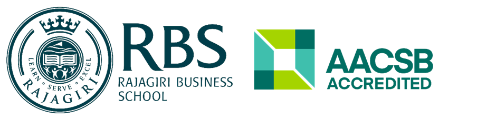 LEARN • SERVE • EXCEL
RAJAGIRI
RBS
RAJAGIRI BUSINESS
SCHOOL
AACSB
ACCREDITED